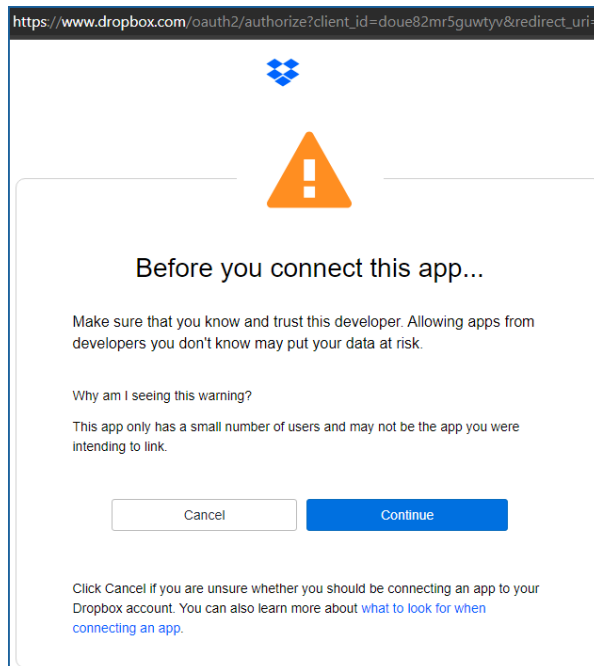 https://www.dropbox.com/oauth2/authorize?client_id=doue82mr5guwtyv&redirect_uri=
Before you connect this app...
Make sure that you know and trust this developer. Allowing apps from
developers you don't know may put your data at risk.
Why am I seeing this warning?
This app only has a small number of users and may not be the app you were
intending to link.
Cancel
Continue
Click Cancel if you are unsure whether you should be connecting an app to your
Dropbox account. You can also learn more about what to look for when
connecting an app.